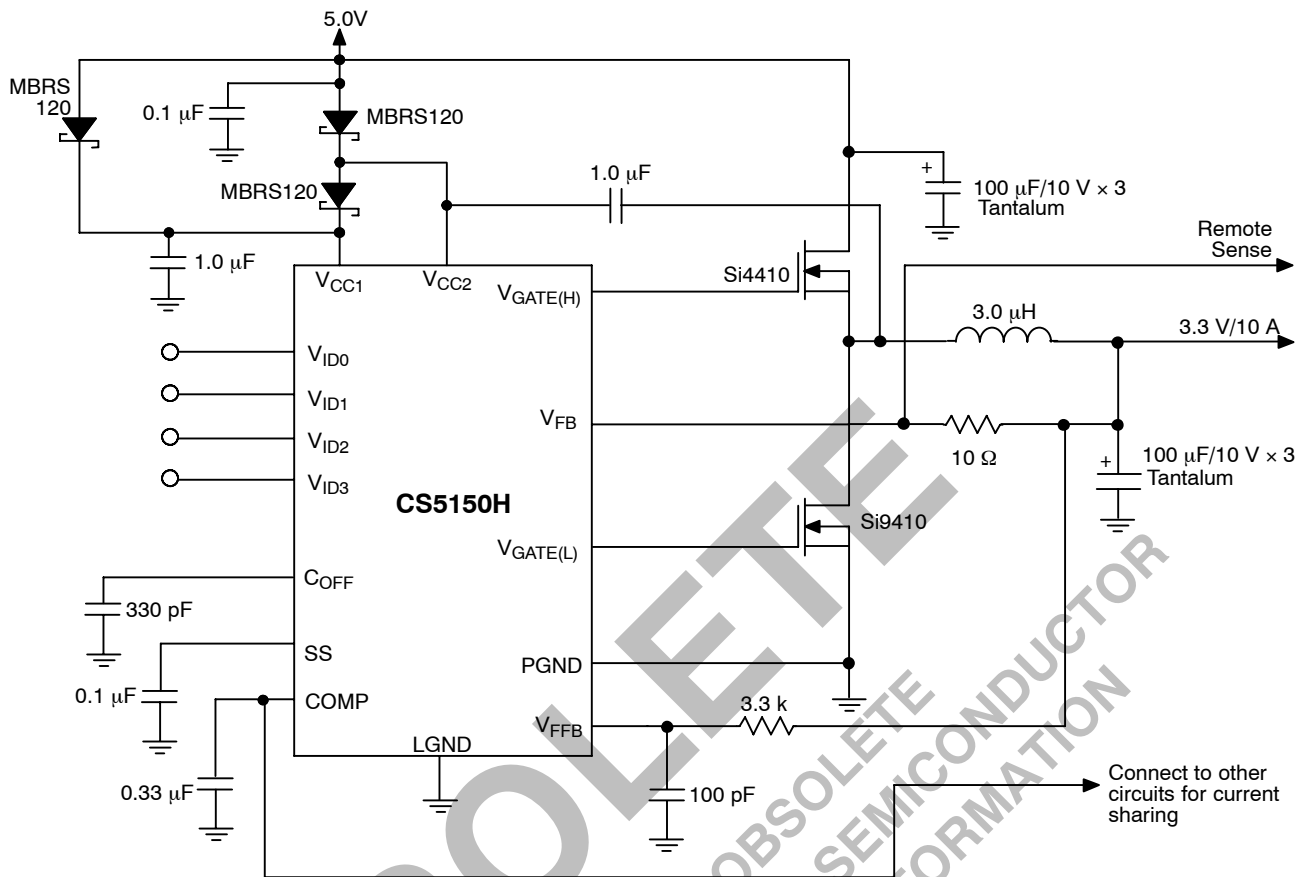 5.0V
MBRS
120
0.1 μF
MBRS120
MBRS120
1.0 μF
1.0 μF
+
100 μF/10 V × 3
Tantalum
Remote
Sense
VCC1
VCC2
VGATE(H)
Si4410
3.0 μH
3.3 V/10 A
VID0
VID1
VID2
VID3
VFB
10 Ω
+
100 μF/10 V × 3
Tantalum
CS5150H
VGATE(L)
Si9410
COFF
330 pF
SS
0.1 μF
COMP
PGND
3.3 k
VFFB
LGND
0.33 μF
100 pF
Connect to other
circuits for current
sharing
OLETE
OBSOLETE
SEMICONDUCTOR
FORMATION